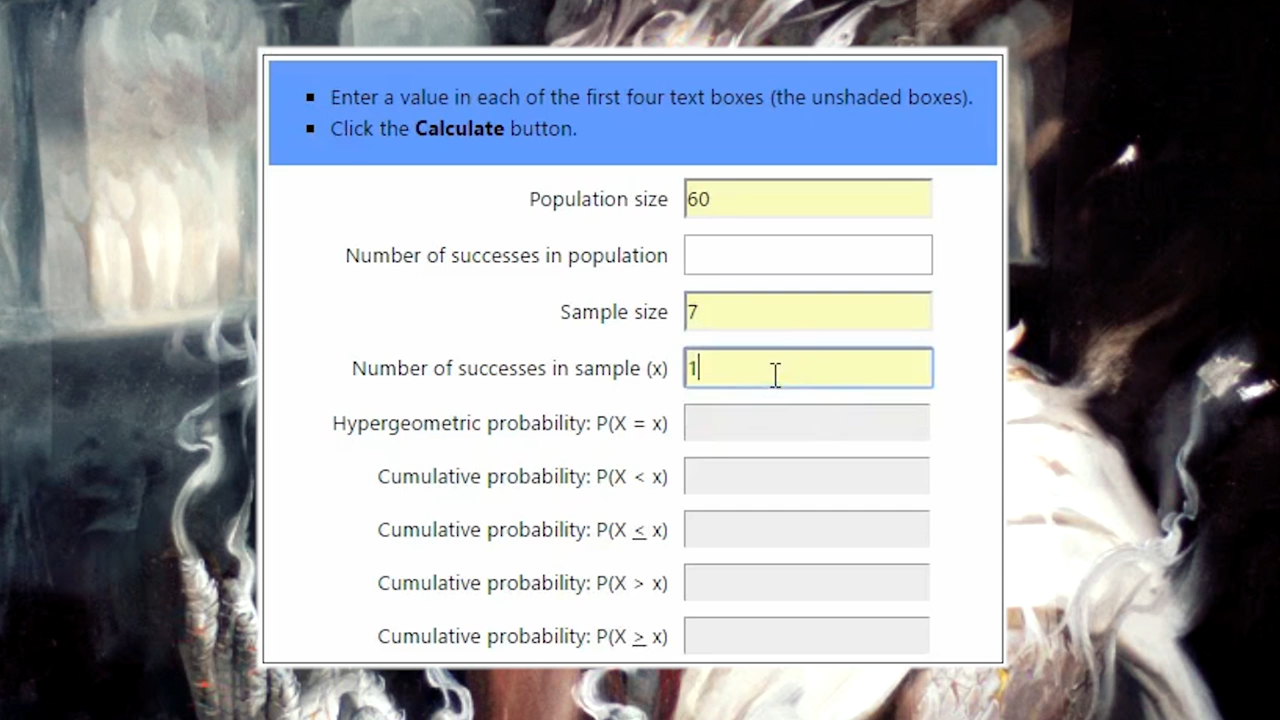 Enter a value in each of the first four text boxes (the unshaded boxes).
Click the Calculate button.
Population size 60
Number of successes in population
Sample size 7
Number of successes in sample (x) 1
Hypergeometric probability: P(X = x)
Cumulative probability: P(X < x)
Cumulative probability: P(X ≤ x)
Cumulative probability: P(X > x)
Cumulative probability: P(X ≥ x)